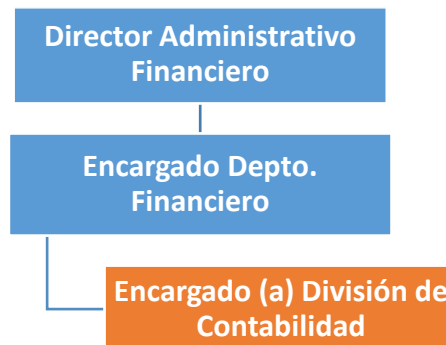 Director Administrativo
Financiero
Encargado Depto.
Financiero
Encargado (a) División de
Contabilidad